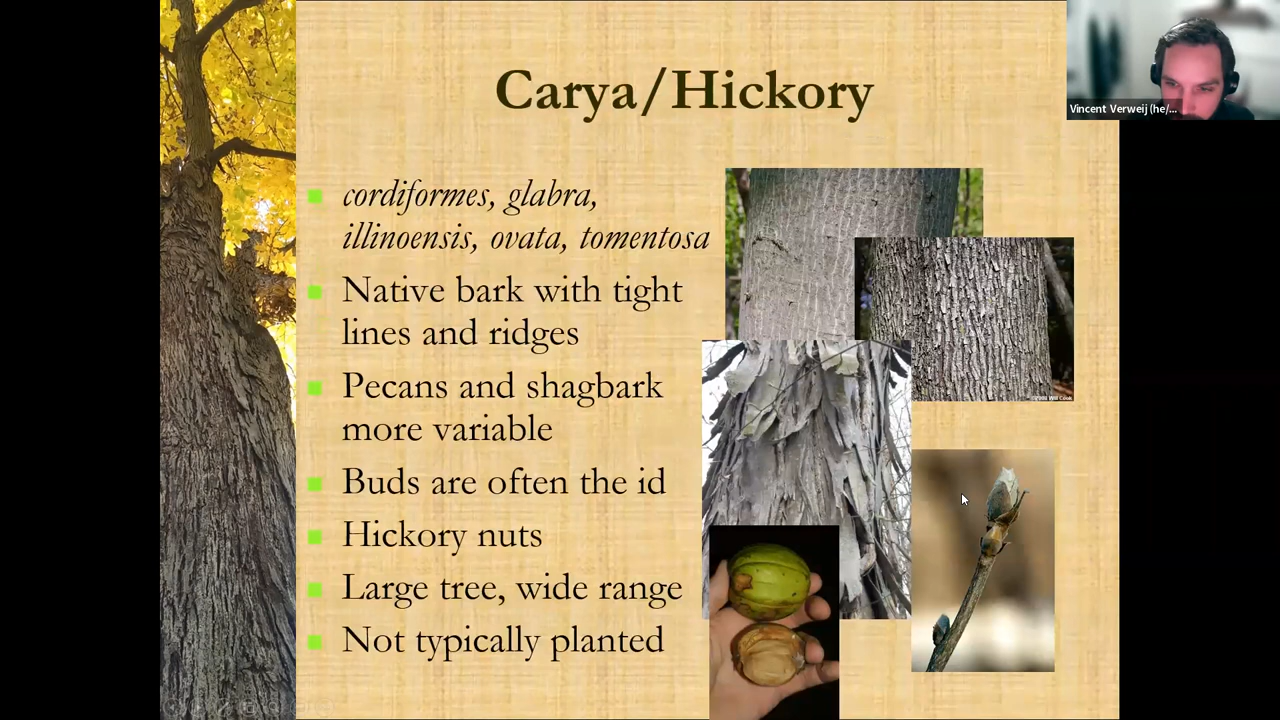 Carya/Hickory
Vincent Verweij (he/...
cordiformes, glabra,
illinoensis, ovata, tomentosa
Native bark with tight
lines and ridges
Pecans and shagbark
more variable
Buds are often the id
Hickory nuts
Large tree, wide range
Not typically planted